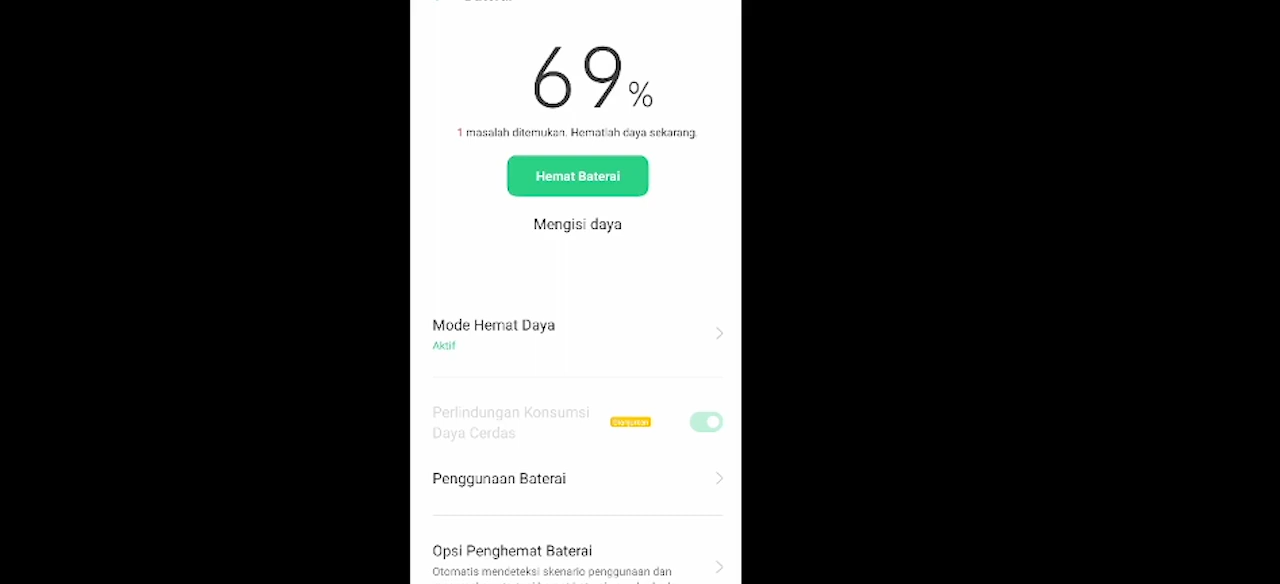 69%
1 masalah ditemukan. Hematlah daya sekarang.
Hemat Baterai
Mengisi daya
Mode Hemat Daya
Aktif
Perlindungan Konsumsi
Daya Cerdas
Penggunaan Baterai
Opsi Penghemat Baterai
Otomatis mendeteksi skenario penggunaan dan